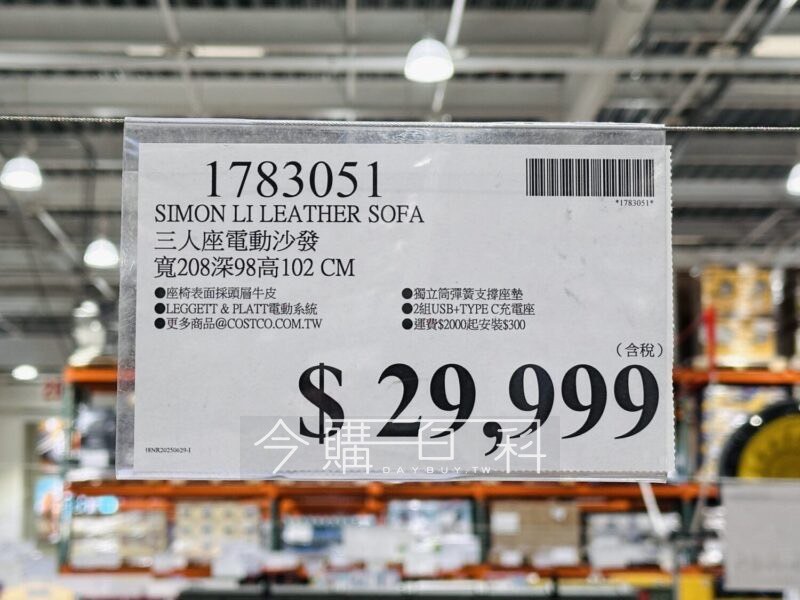 1783051
*1783051*
SIMON LI LEATHER SOFA
三人座電動沙發
寬208深98高102 CM
●座椅表面採頭層牛皮
●LEGGETT & PLATT電動系統
●更多商品@COSTCO.COM.TW
●獨立筒彈簧支撐座墊
●2組USB+TYPE C充電座
●運費$2000起安裝$300
(含稅)
$ 29,999
今購百科
DAYBUY.TW
18NR20250629-1